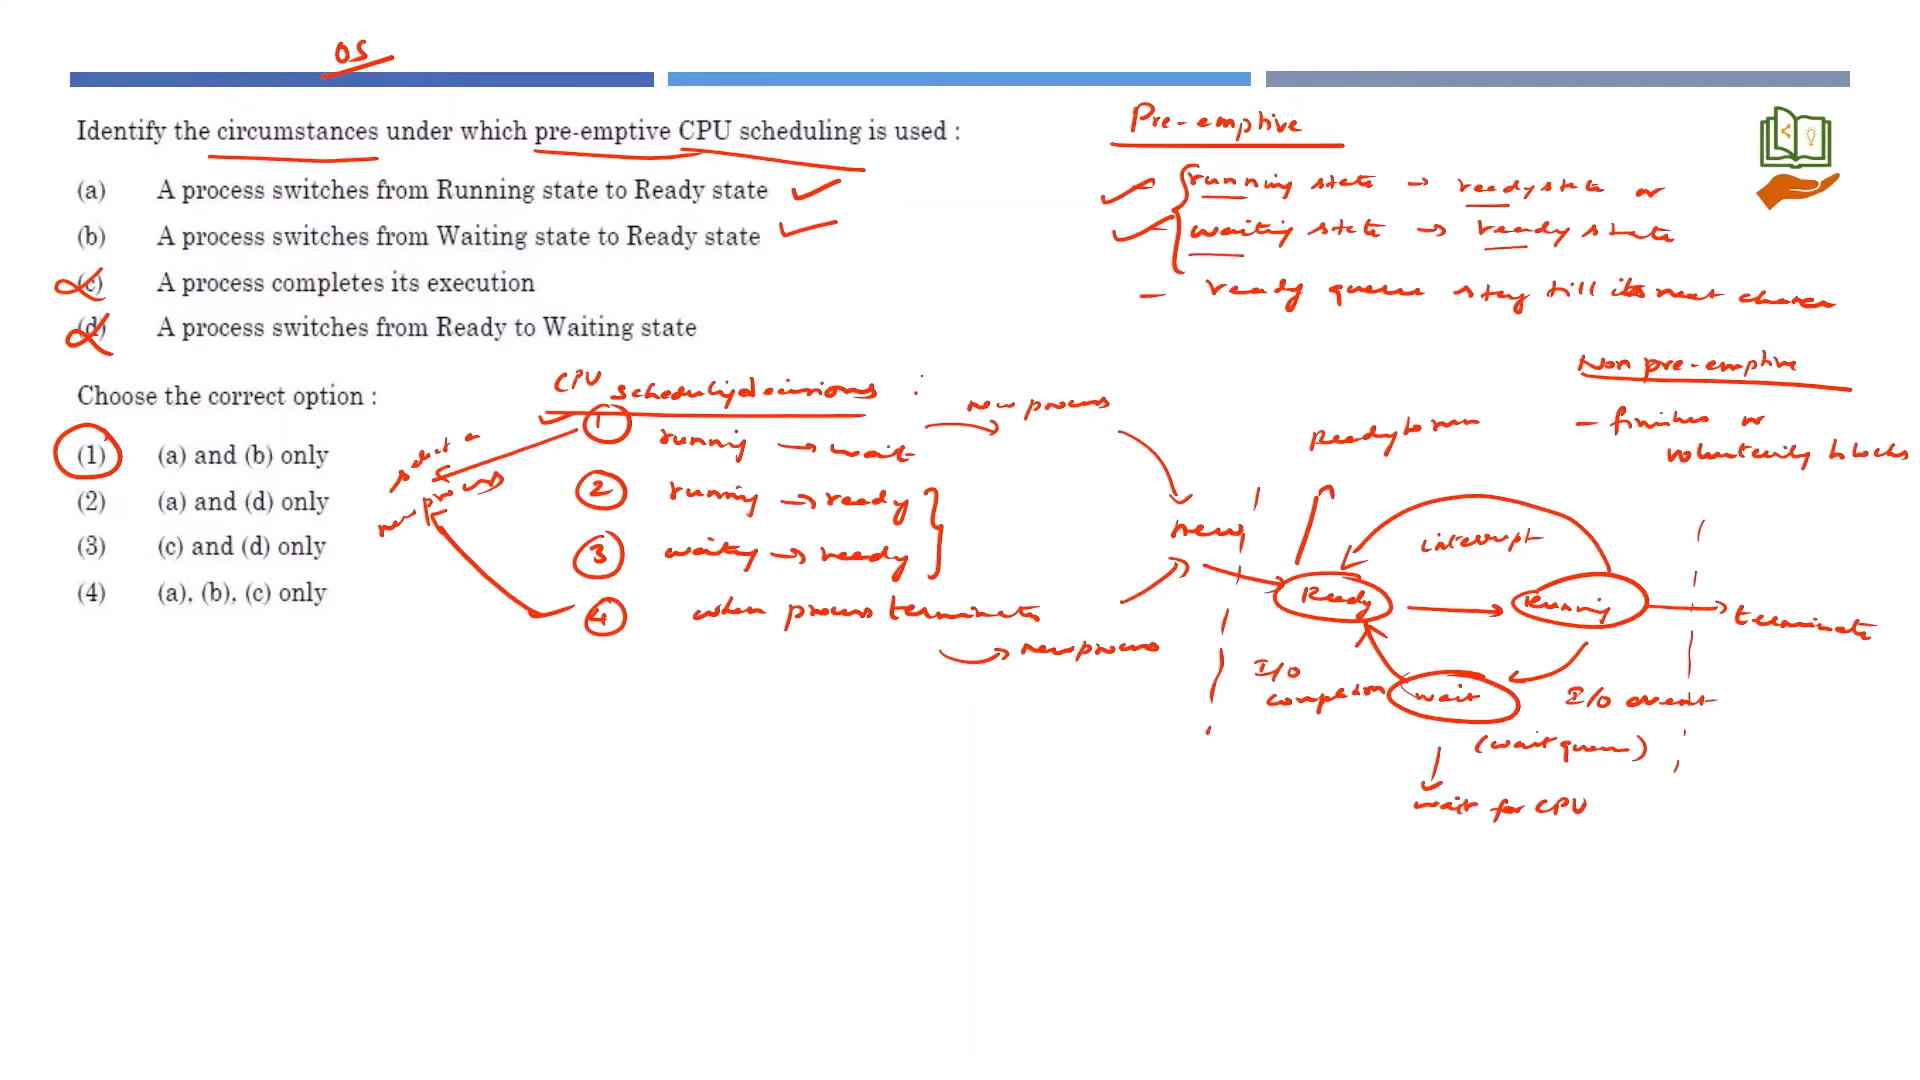 OS
Identify the circumstances under which pre-emptive CPU scheduling is used :
(a) A process switches from Running state to Ready state
(b) A process switches from Waiting state to Ready state
(c) A process completes its execution
(d) A process switches from Ready to Waiting state
Choose the correct option :
(1) (a) and (b) only
(2) (a) and (d) only
(3) (c) and (d) only
(4) (a), (b), (c) only
Pre-emptive
running state → ready state or
waiting state → ready state
- ready queue stay till its next chance
Non pre-emptive
- finishes or
voluntarily blocks
CPU scheduling decisions :
1 running → wait → new process
2 running → ready
3 waiting → ready
4 when process terminates
→ new process
select a
new process
new
Ready to run
interrupt
Ready
Running
terminate
I/O
completion
wait
I/O event
(wait queue)
wait for CPU